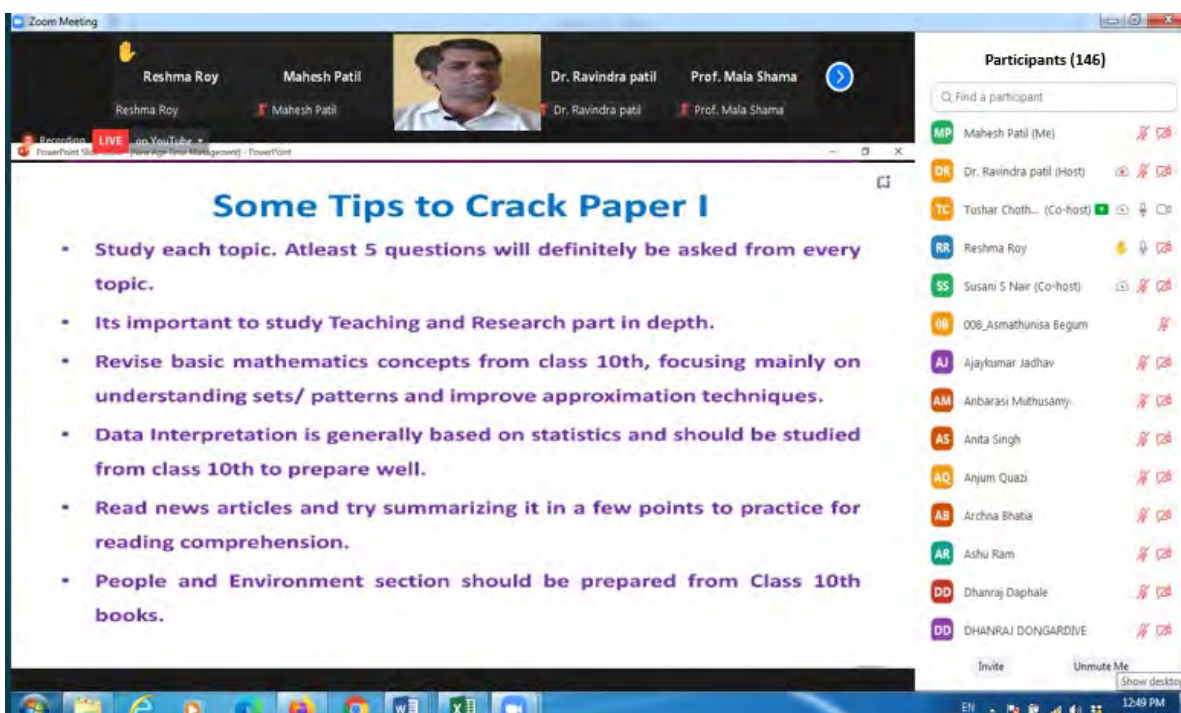 Zoom Meeting
Reshma Roy
Mahesh Patil
Dr. Ravindra patil
Prof. Mala Shama
Reshma Roy
Mahesh Patil
Dr. Ravindra patil
Prof. Mala Shama
Recording
LIVE
on YouTube
PowerPoint Slide Show - [New Age Time Management] - PowerPoint
Some Tips to Crack Paper I
• Study each topic. Atleast 5 questions will definitely be asked from every
topic.
• Its important to study Teaching and Research part in depth.
• Revise basic mathematics concepts from class 10th, focusing mainly on
understanding sets/ patterns and improve approximation techniques.
• Data Interpretation is generally based on statistics and should be studied
from class 10th to prepare well.
• Read news articles and try summarizing it in a few points to practice for
reading comprehension.
• People and Environment section should be prepared from Class 10th
books.
Participants (146)
Find a participant
MP Mahesh Patil (Me)
DR Dr. Ravindra patil (Host)
TC Tushar Choth... (Co-host)
RR Reshma Roy
SS Susani S Nair (Co-host)
08 008_Asmathunisa Begum
AJ Ajaykumar Jadhav
AM Anbarasi Muthusamy
AS Anita Singh
AQ Anjum Quazi
AB Archna Bhatia
AR Ashu Ram
DD Dhanraj Daphale
DD DHANRAJ DONGARDIVE
Invite
Unmute Me
Show desktop
EN
12:49 PM